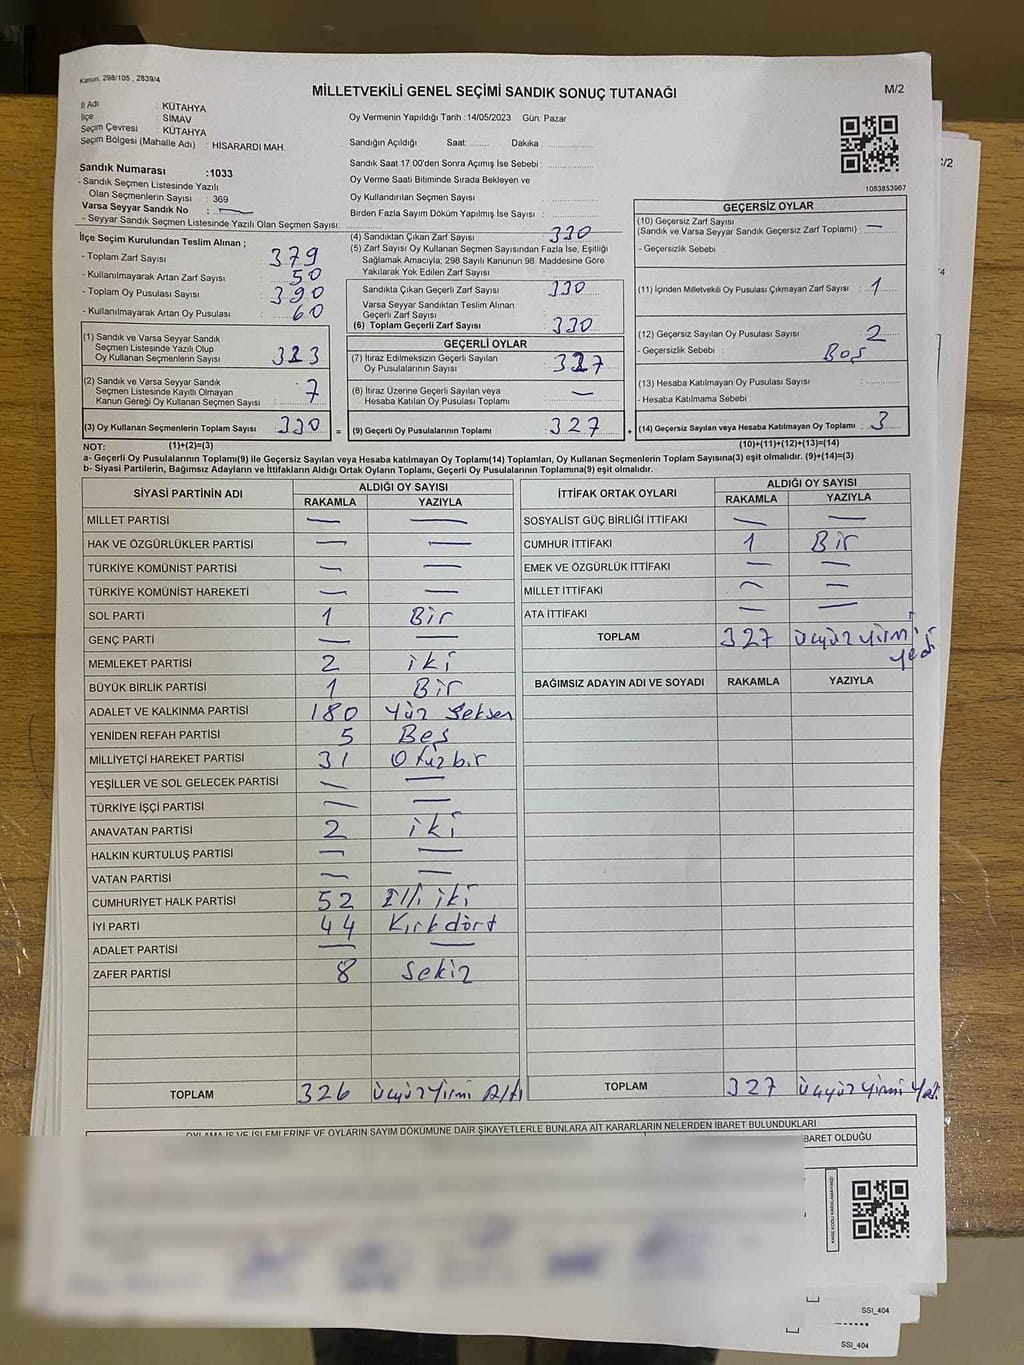 Kanun, 298/105 , 2839/4
MİLLETVEKİLİ GENEL SEÇİMİ SANDIK SONUÇ TUTANAĞI
M/2
İl Adı : KÜTAHYA
İlçe : SİMAV
Seçim Çevresi : KÜTAHYA
Seçim Bölgesi (Mahalle Adı) : HİSARARDI MAH.
Sandık Numarası :1033
- Sandık Seçmen Listesinde Yazılı
Olan Seçmenlerin Sayısı : 369
Varsa Seyyar Sandık No : —
- Seyyar Sandık Seçmen Listesinde Yazılı Olan Seçmen Sayısı:
Oy Vermenin Yapıldığı Tarih :14/05/2023 Gün: Pazar
Sandığın Açıldığı Saat: ........ Dakika : ................
Sandık Saat 17:00'den Sonra Açılmış İse Sebebi : ................
Oy Verme Saati Bitiminde Sırada Bekleyen ve
Oy Kullandırılan Seçmen Sayısı : ................
Birden Fazla Sayım Döküm Yapılmış İse Sayısı : ................
1083853967
İlçe Seçim Kurulundan Teslim Alınan ;
- Toplam Zarf Sayısı : 379
- Kullanılmayarak Artan Zarf Sayısı : 50
- Toplam Oy Pusulası Sayısı : 390
- Kullanılmayarak Artan Oy Pusulası : 60
(1) Sandık ve Varsa Seyyar Sandık
Seçmen Listesinde Yazılı Olup
Oy Kullanan Seçmenlerin Sayısı : 323
(2) Sandık ve Varsa Seyyar Sandık
Seçmen Listesinde Kayıtlı Olmayan
Kanun Gereği Oy Kullanan Seçmen Sayısı : 7
(3) Oy Kullanan Seçmenlerin Toplam Sayısı : 330
(4) Sandıktan Çıkan Zarf Sayısı : 330
(5) Zarf Sayısı Oy Kullanan Seçmen Sayısından Fazla İse, Eşitliği
Sağlamak Amacıyla; 298 Sayılı Kanunun 98. Maddesine Göre
Yakılarak Yok Edilen Zarf Sayısı :
Sandıkta Çıkan Geçerli Zarf Sayısı : 330
Varsa Seyyar Sandıktan Teslim Alınan
Geçerli Zarf Sayısı :
(6) Toplam Geçerli Zarf Sayısı : 330
GEÇERLİ OYLAR
(7) İtiraz Edilmeksizin Geçerli Sayılan
Oy Pusulalarının Sayısı : 327
(8) İtiraz Üzerine Geçerli Sayılan veya
Hesaba Katılan Oy Pusulası Toplamı : —
= (9) Geçerli Oy Pusulalarının Toplamı : 327
GEÇERSİZ OYLAR
(10) Geçersiz Zarf Sayısı
(Sandık ve Varsa Seyyar Sandık Geçersiz Zarf Toplamı) : —
- Geçersizlik Sebebi :
(11) İçinden Milletvekili Oy Pusulası Çıkmayan Zarf Sayısı : 1
(12) Geçersiz Sayılan Oy Pusulası Sayısı : 2
- Geçersizlik Sebebi : Boş
(13) Hesaba Katılmayan Oy Pusulası Sayısı :
- Hesaba Katılmama Sebebi :
+ (14) Geçersiz Sayılan veya Hesaba Katılmayan Oy Toplamı : 3
NOT: (1)+(2)=(3) (10)+(11)+(12)+(13)=(14)
a- Geçerli Oy Pusulalarının Toplamı(9) ile Geçersiz Sayılan veya Hesaba katılmayan Oy Toplamı(14) Toplamları, Oy Kullanan Seçmenlerin Toplam Sayısına(3) eşit olmalıdır. (9)+(14)=(3)
b- Siyasi Partilerin, Bağımsız Adayların ve İttifakların Aldığı Ortak Oyların Toplamı, Geçerli Oy Pusulalarının Toplamına(9) eşit olmalıdır.
SİYASİ PARTİNİN ADI ALDIĞI OY SAYISI
RAKAMLA YAZIYLA
MİLLET PARTİSİ — —
HAK VE ÖZGÜRLÜKLER PARTİSİ — —
TÜRKİYE KOMÜNİST PARTİSİ — —
TÜRKİYE KOMÜNİST HAREKETİ — —
SOL PARTİ 1 Bir
GENÇ PARTİ — —
MEMLEKET PARTİSİ 2 iki
BÜYÜK BİRLİK PARTİSİ 1 Bir
ADALET VE KALKINMA PARTİSİ 180 Yüz Seksen
YENİDEN REFAH PARTİSİ 5 Beş
MİLLİYETÇİ HAREKET PARTİSİ 31 Otuzbir
YEŞİLLER VE SOL GELECEK PARTİSİ — —
TÜRKİYE İŞÇİ PARTİSİ — —
ANAVATAN PARTİSİ 2 iki
HALKIN KURTULUŞ PARTİSİ — —
VATAN PARTİSİ — —
CUMHURİYET HALK PARTİSİ 52 Elli iki
İYİ PARTİ 44 Kırkdört
ADALET PARTİSİ — —
ZAFER PARTİSİ 8 Sekiz
TOPLAM 326 Üçyüzyirmi Altı
İTTİFAK ORTAK OYLARI ALDIĞI OY SAYISI
RAKAMLA YAZIYLA
SOSYALİST GÜÇ BİRLİĞİ İTTİFAKI — —
CUMHUR İTTİFAKI 1 Bir
EMEK VE ÖZGÜRLÜK İTTİFAKI — —
MİLLET İTTİFAKI — —
ATA İTTİFAKI — —
TOPLAM 327 Üçyüzyirmi
yedi
BAĞIMSIZ ADAYIN ADI VE SOYADI RAKAMLA YAZIYLA
TOPLAM 327 Üçyüzyirmi Yedi
OYLAMA İŞ VE İŞLEMLERİNE VE OYLARIN SAYIM DÖKÜMÜNE DAİR ŞİKAYETLERLE BUNLARA AİT KARARLARIN NELERDEN İBARET BULUNDUKLARI
BARET OLDUĞU
KARE KODU KARALAMAYINIZ!
SSI_404
SSI_404